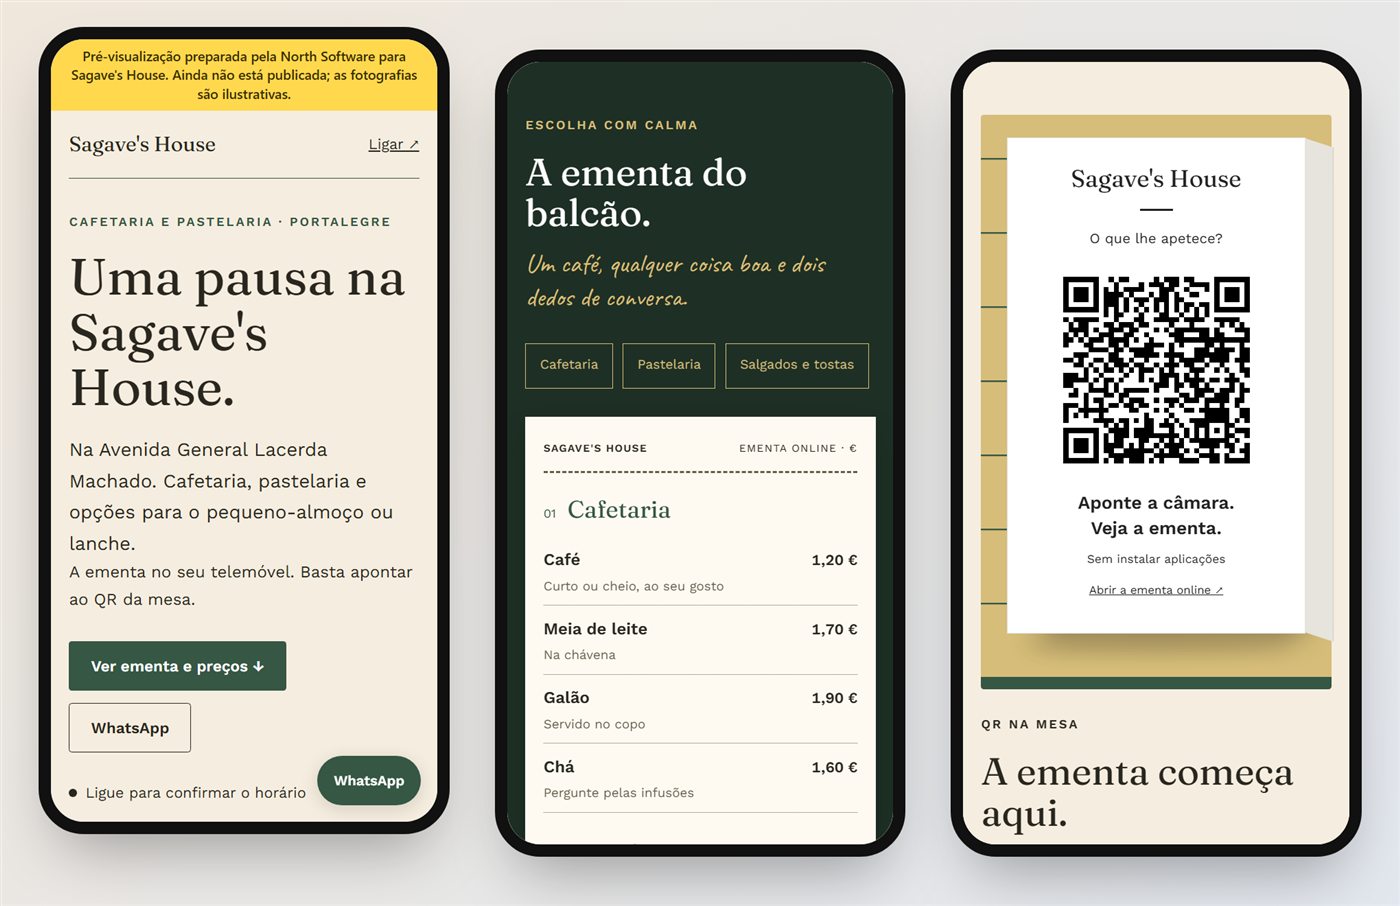 Pré-visualização preparada pela North Software para
Sagave's House. Ainda não está publicada; as fotografias
são ilustrativas.
Sagave's House
Ligar ↗
CAFETARIA E PASTELARIA · PORTALEGRE
Uma pausa na
Sagave's
House.
Na Avenida General Lacerda
Machado. Cafetaria, pastelaria e
opções para o pequeno-almoço ou
lanche.
A ementa no seu telemóvel. Basta apontar
ao QR da mesa.
Ver ementa e preços ↓
WhatsApp
Ligue para confirmar o horário
WhatsApp
ESCOLHA COM CALMA
A ementa do
balcão.
Um café, qualquer coisa boa e dois
dedos de conversa.
Cafetaria
Pastelaria
Salgados e tostas
SAGAVE'S HOUSE
EMENTA ONLINE · €
01 Cafetaria
Café 1,20 €
Curto ou cheio, ao seu gosto
Meia de leite 1,70 €
Na chávena
Galão 1,90 €
Servido no copo
Chá 1,60 €
Pergunte pelas infusões
Sagave's House
O que lhe apetece?
Aponte a câmara.
Veja a ementa.
Sem instalar aplicações
Abrir a ementa online ↗
QR NA MESA
A ementa começa
aqui.